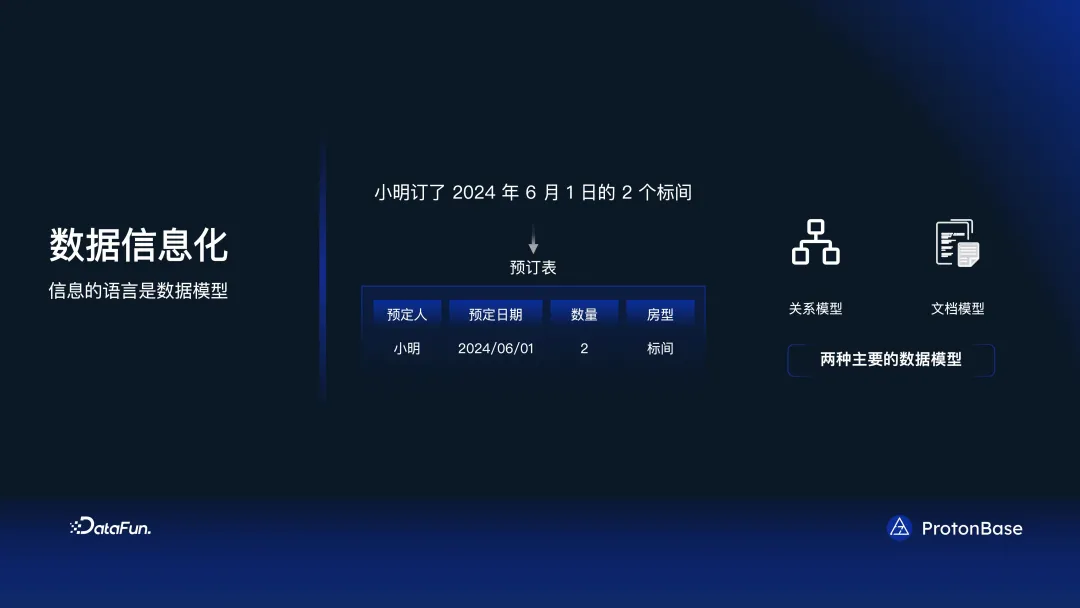 数据信息化
信息的语言是数据模型
小明订了 2024 年 6 月 1 日的 2 个标间
预订表
预定人 预定日期 数量 房型
小明 2024/06/01 2 标间
关系模型 文档模型
两种主要的数据模型
DataFun.
ProtonBase